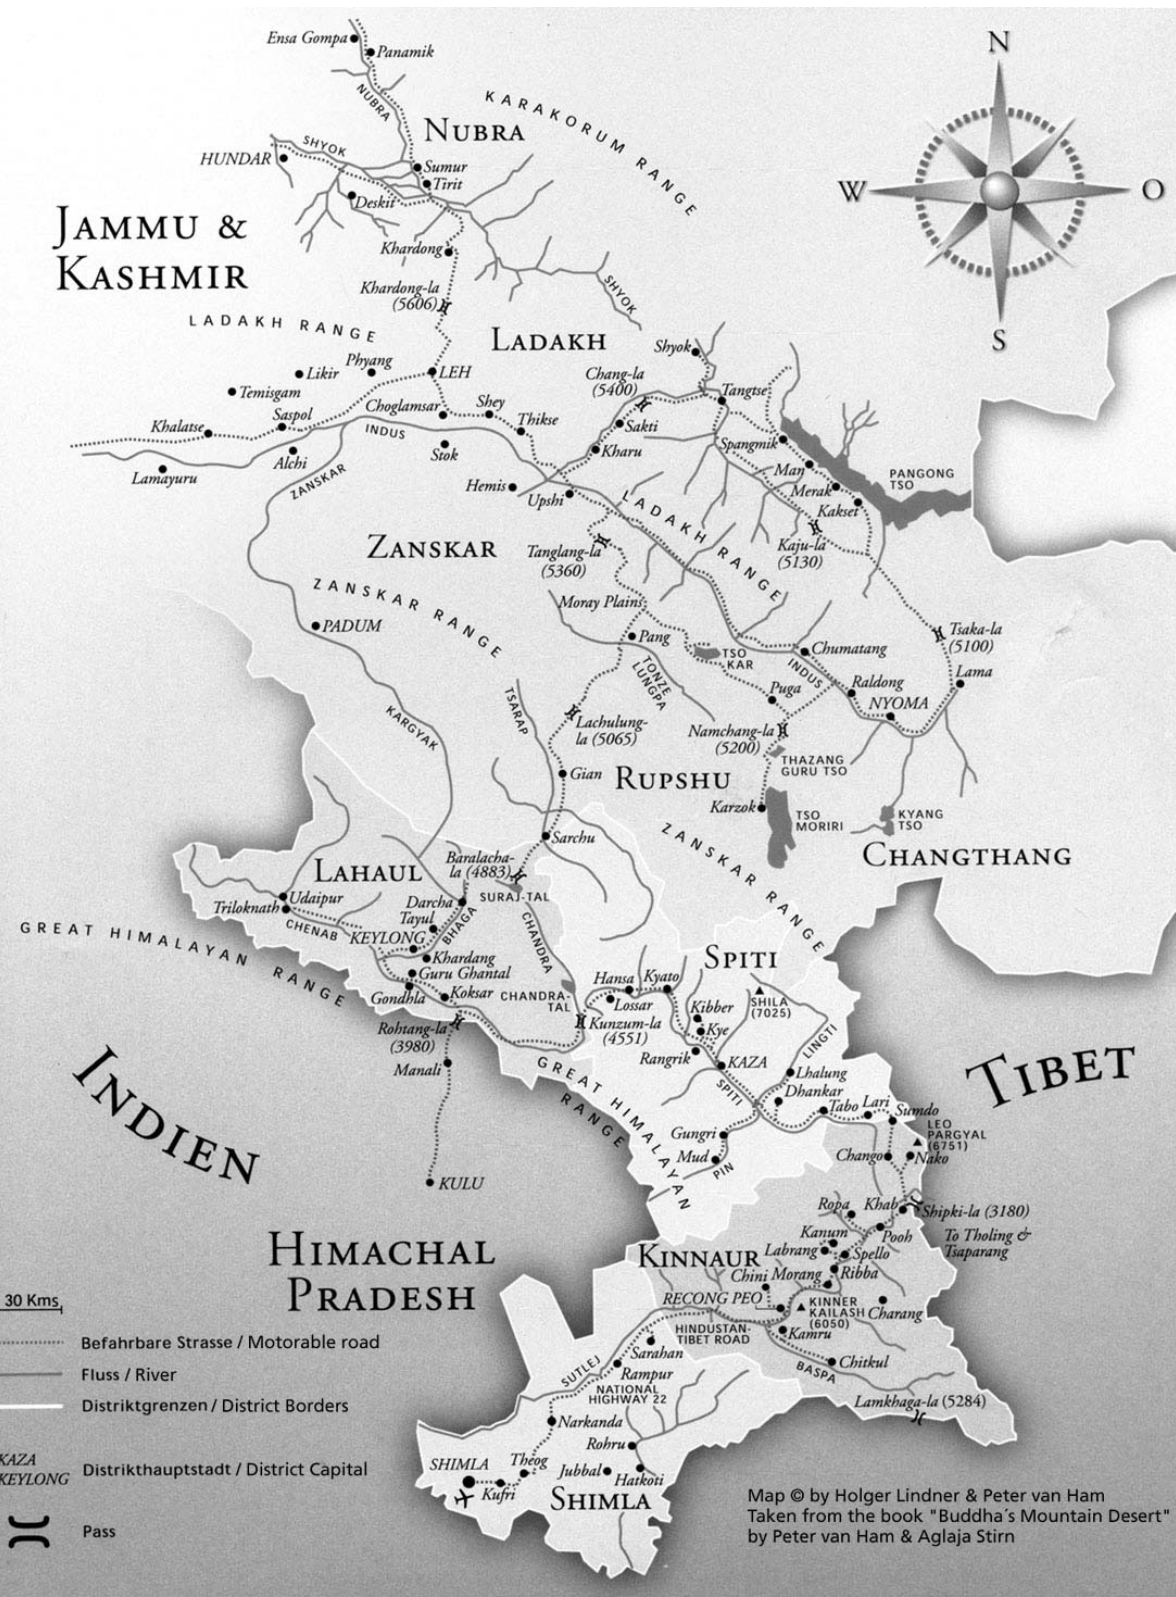 Ensa Gompa
Panamik
NUBRA
KARAKORUM RANGE
N
NUBRA
SHYOK
HUNDAR
Sumur
Tirit
Deskit
W
O
JAMMU &
KASHMIR
Khardong
Khardong-la
(5606)
SHYOK
S
LADAKH RANGE
LADAKH
Shyok
Phyang
Likir
LEH
Chang-la
(5400)
Temisgam
Tangtse
Choglamsar
Shey
Saspol
Khalatse
Thikse
Sakti
INDUS
Spangmik
Stok
Kharu
Alchi
Lamayuru
ZANSKAR
Man
PANGONG
TSO
Hemis
Upshi
Merak
Kakset
LADAKH RANGE
ZANSKAR
Tanglang-la
(5360)
Kaju-la
(5130)
ZANSKAR RANGE
Moray Plains
PADUM
Pang
Tsaka-la
(5100)
TSO
KAR
Chumatang
INDUS
TONZE
LUNGPA
Lama
Raldong
Puga
NYOMA
TSARAP
KARGYAK
Lachulung-
la (5065)
Namchang-la
(5200)
THAZANG
GURU TSO
Gian
RUPSHU
Karzok
TSO
MORIRI
KYANG
TSO
ZANSKAR RANGE
Sarchu
CHANGTHANG
LAHAUL
Baralacha-
la (4883)
SURAJ-TAL
Udaipur
Triloknath
Darcha
Tayul
CHENAB
KEYLONG
BHAGA
CHANDRA
GREAT HIMALAYAN RANGE
Khardang
Guru Ghantal
Gondhla
Koksar
CHANDRA-
TAL
SPITI
Hansa
Kyato
Lossar
SHILA
(7025)
Kibber
Kye
Rohtang-la
(3980)
Kunzum-la
(4551)
LINGTI
Rangrik
KAZA
Manali
GREAT HIMALAYAN
RANGE
SPITI
Lhalung
Dhankar
TIBET
INDIEN
Tabo
Lari
Sumdo
LEO
PARGYAL
(6751)
Gungri
Mud
PIN
Chango
Nako
KULU
Ropa
Khab
Shipki-la (3180)
HIMACHAL
PRADESH
Kanum
Pooh
To Tholing &
Tsaparang
KINNAUR
Labrang
Spello
Chini
Morang
Ribba
RECONG PEO
KINNER
KAILASH
(6050)
Charang
30 Kms
HINDUSTAN-
TIBET ROAD
Kamru
Befahrbare Strasse / Motorable road
Sarahan
Chitkul
SUTLEJ
Rampur
BASPA
Fluss / River
NATIONAL
HIGHWAY 22
Lamkhaga-la (5284)
Distriktgrenzen / District Borders
Narkanda
Rohru
KAZA
KEYLONG
Distrikthauptstadt / District Capital
SHIMLA
Theog
Jubbal
Hatkoti
Kufri
SHIMLA
Pass
Map © by Holger Lindner & Peter van Ham
Taken from the book "Buddha´s Mountain Desert"
by Peter van Ham & Aglaja Stirn